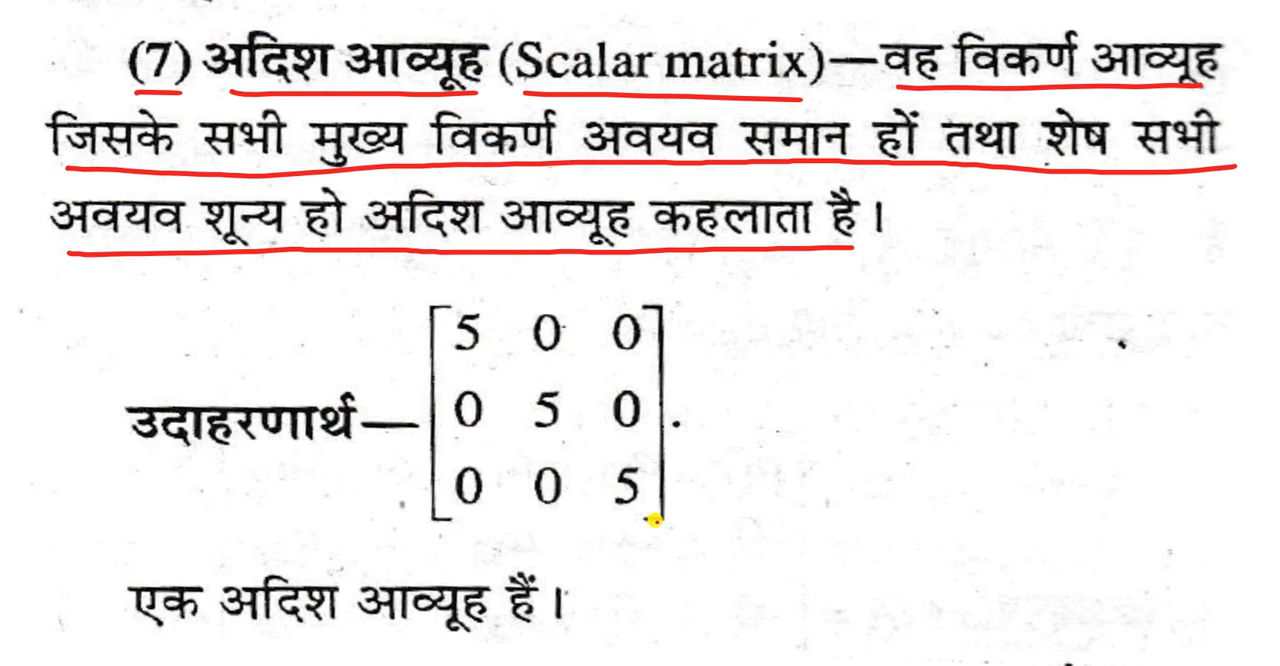 (7) अदिश आव्यूह (Scalar matrix)—वह विकर्ण आव्यूह
जिसके सभी मुख्य विकर्ण अवयव समान हों तथा शेष सभी
अवयव शून्य हो अदिश आव्यूह कहलाता है।
5 0 0
उदाहरणार्थ— 0 5 0 .
0 0 5
एक अदिश आव्यूह हैं।